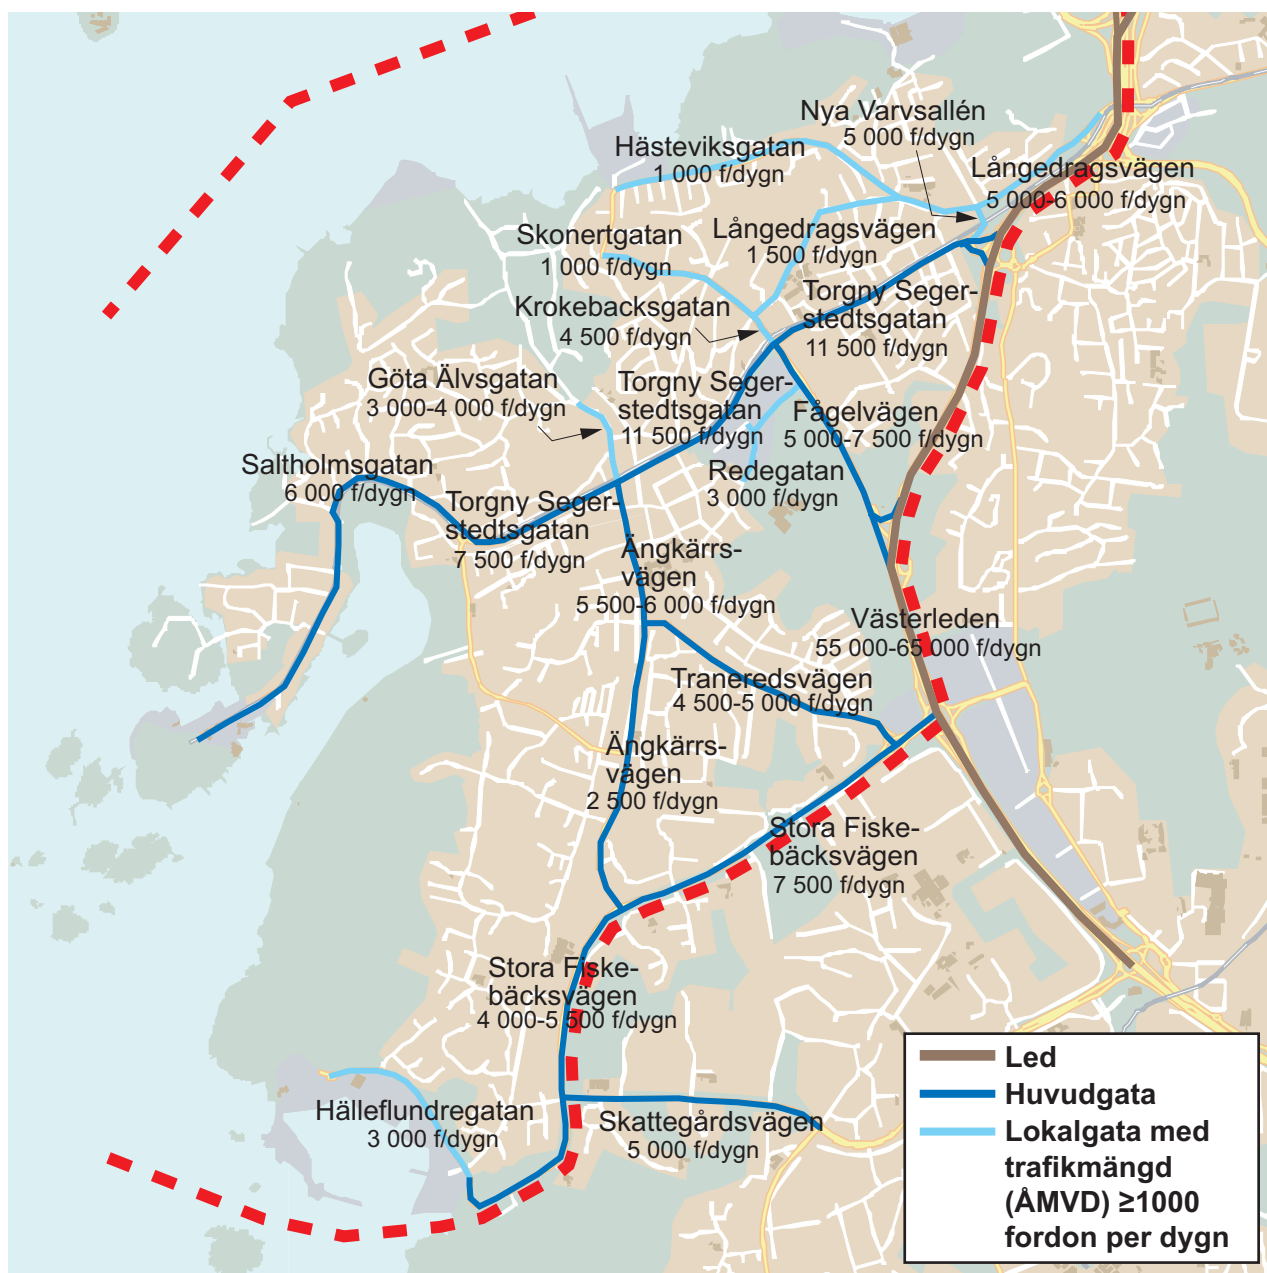 Nya Varvsallén
5 000 f/dygn
Hästeviksgatan
1 000 f/dygn
Långedragsvägen
5 000-6 000 f/dygn
Skonertgatan
1 000 f/dygn
Långedragsvägen
1 500 f/dygn
Krokebacksgatan
4 500 f/dygn
Torgny Seger-
stedtsgatan
11 500 f/dygn
Göta Älvsgatan
3 000-4 000 f/dygn
Torgny Seger-
stedtsgatan
11 500 f/dygn
Fågelvägen
5 000-7 500 f/dygn
Saltholmsgatan
6 000 f/dygn
Redegatan
3 000 f/dygn
Torgny Seger-
stedtsgatan
7 500 f/dygn
Ängkärrs-
vägen
5 500-6 000 f/dygn
Västerleden
55 000-65 000 f/dygn
Traneredsvägen
4 500-5 000 f/dygn
Ängkärrs-
vägen
2 500 f/dygn
Stora Fiske-
bäcksvägen
7 500 f/dygn
Stora Fiske-
bäcksvägen
4 000-5 500 f/dygn
Hälleflundregatan
3 000 f/dygn
Skattegårdsvägen
5 000 f/dygn
Led
Huvudgata
Lokalgata med
trafikmängd
(ÅMVD) ≥1000
fordon per dygn